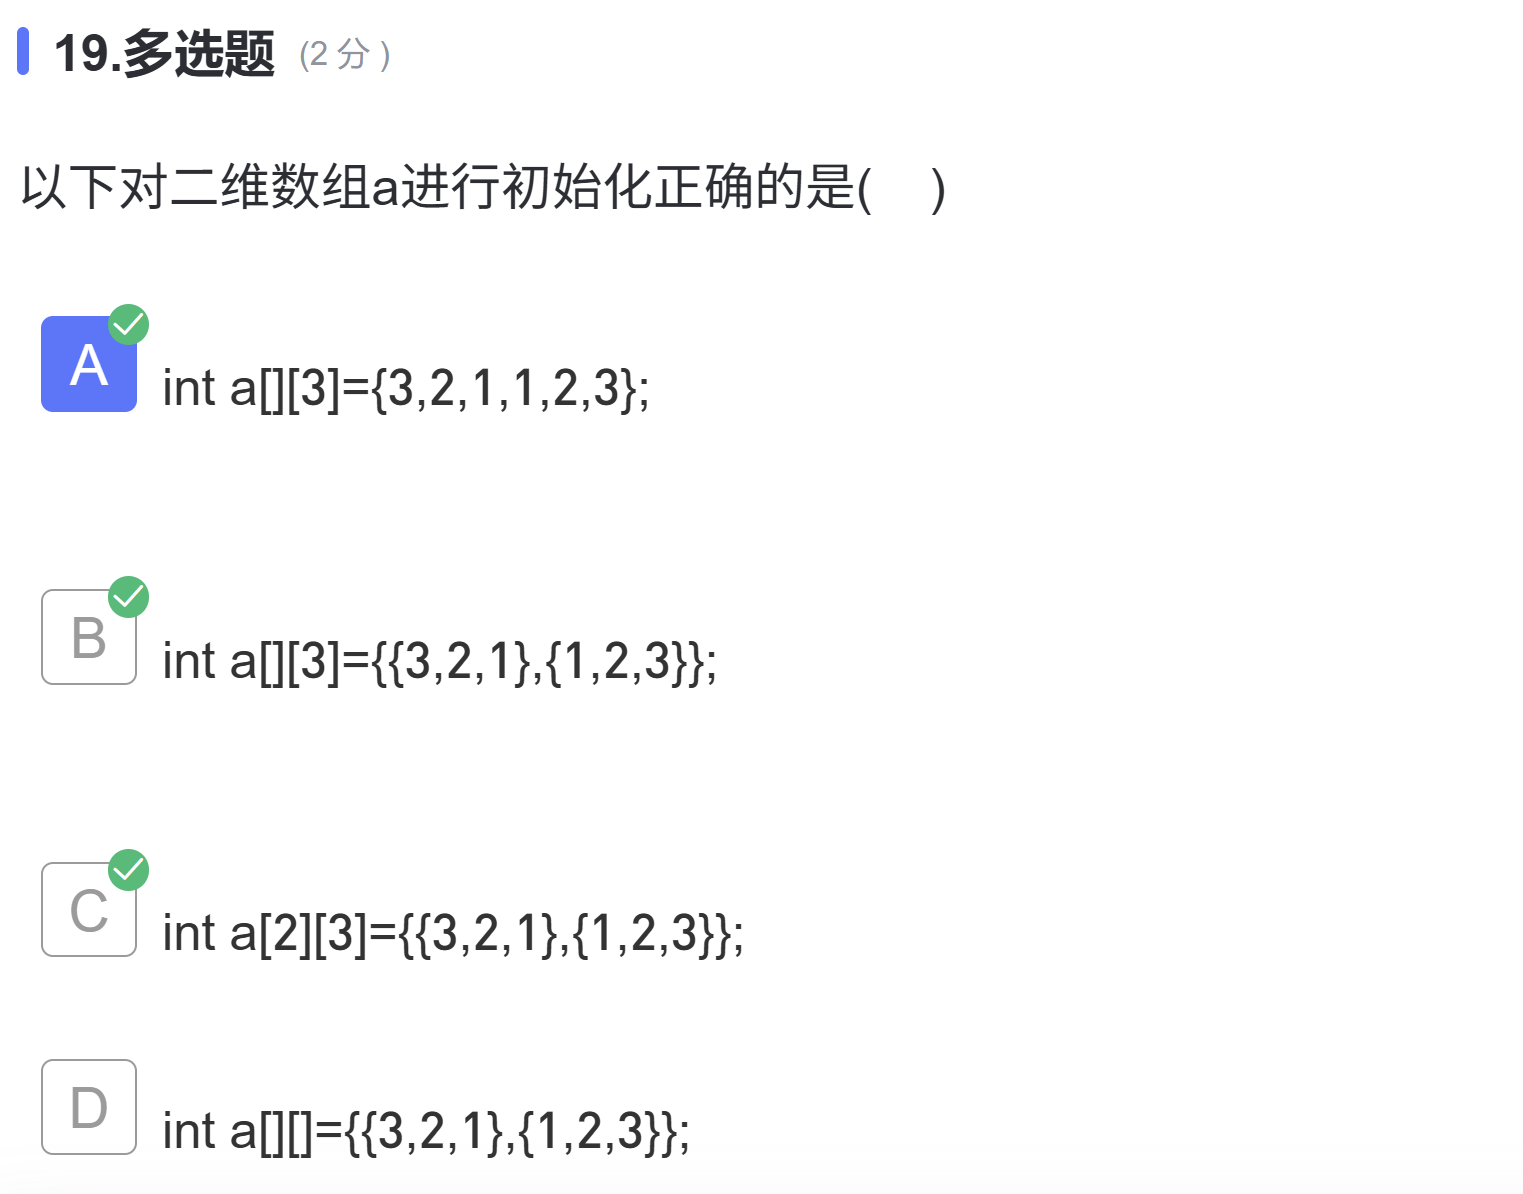 19.多选题 (2 分 )
以下对二维数组a进行初始化正确的是( )
A int a[][3]={3,2,1,1,2,3};
B int a[][3]={{3,2,1},{1,2,3}};
C int a[2][3]={{3,2,1},{1,2,3}};
D int a[][]={{3,2,1},{1,2,3}};